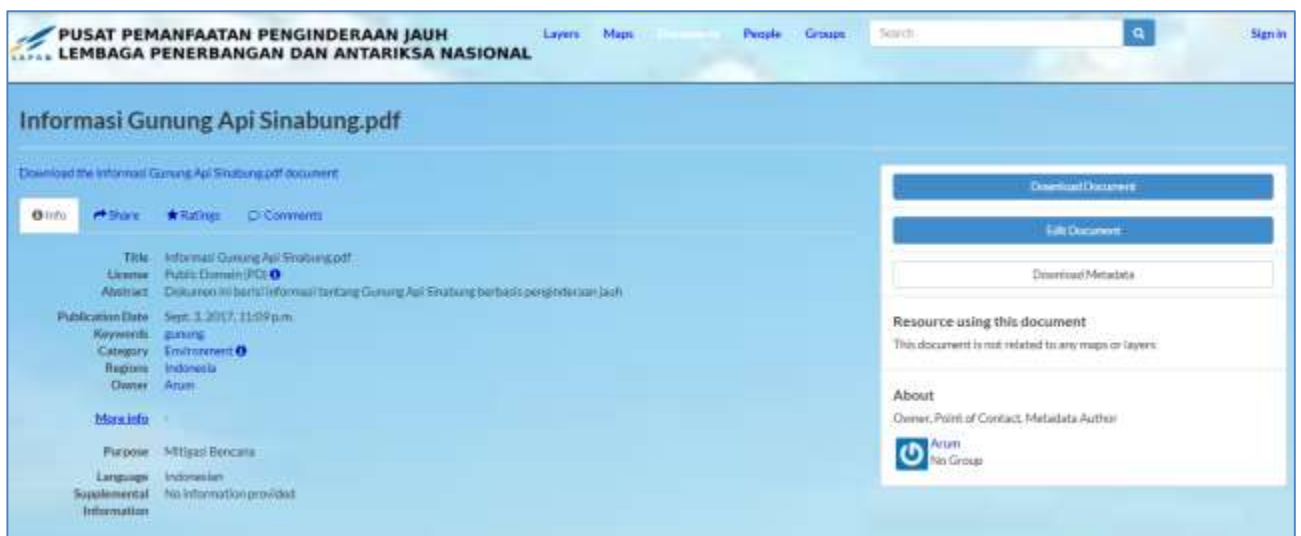 PUSAT PEMANFAATAN PENGINDERAAN JAUH
LEMBAGA PENERBANGAN DAN ANTARIKSA NASIONAL
LAPAN
Layers Maps Documents People Groups Search Sign in
Informasi Gunung Api Sinabung.pdf
Download the Informasi Gunung Api Sinabung.pdf document
Info Share Ratings Comments
Title Informasi Gunung Api Sinabung.pdf
License Public Domain (PD)
Abstract Dokumen ini berisi informasi tentang Gunung Api Sinabung berbasis penginderaan jauh
Publication Date Sept. 3, 2017, 11:09 p.m.
Keywords gunung
Category Environment
Regions Indonesia
Owner Arum
More info -
Purpose Mitigasi Bencana
Language Indonesian
Supplemental Information No information provided
Download Document
Edit Document
Download Metadata
Resource using this document
This document is not related to any maps or layers
About
Owner, Point of Contact, Metadata Author
Arum
No Group